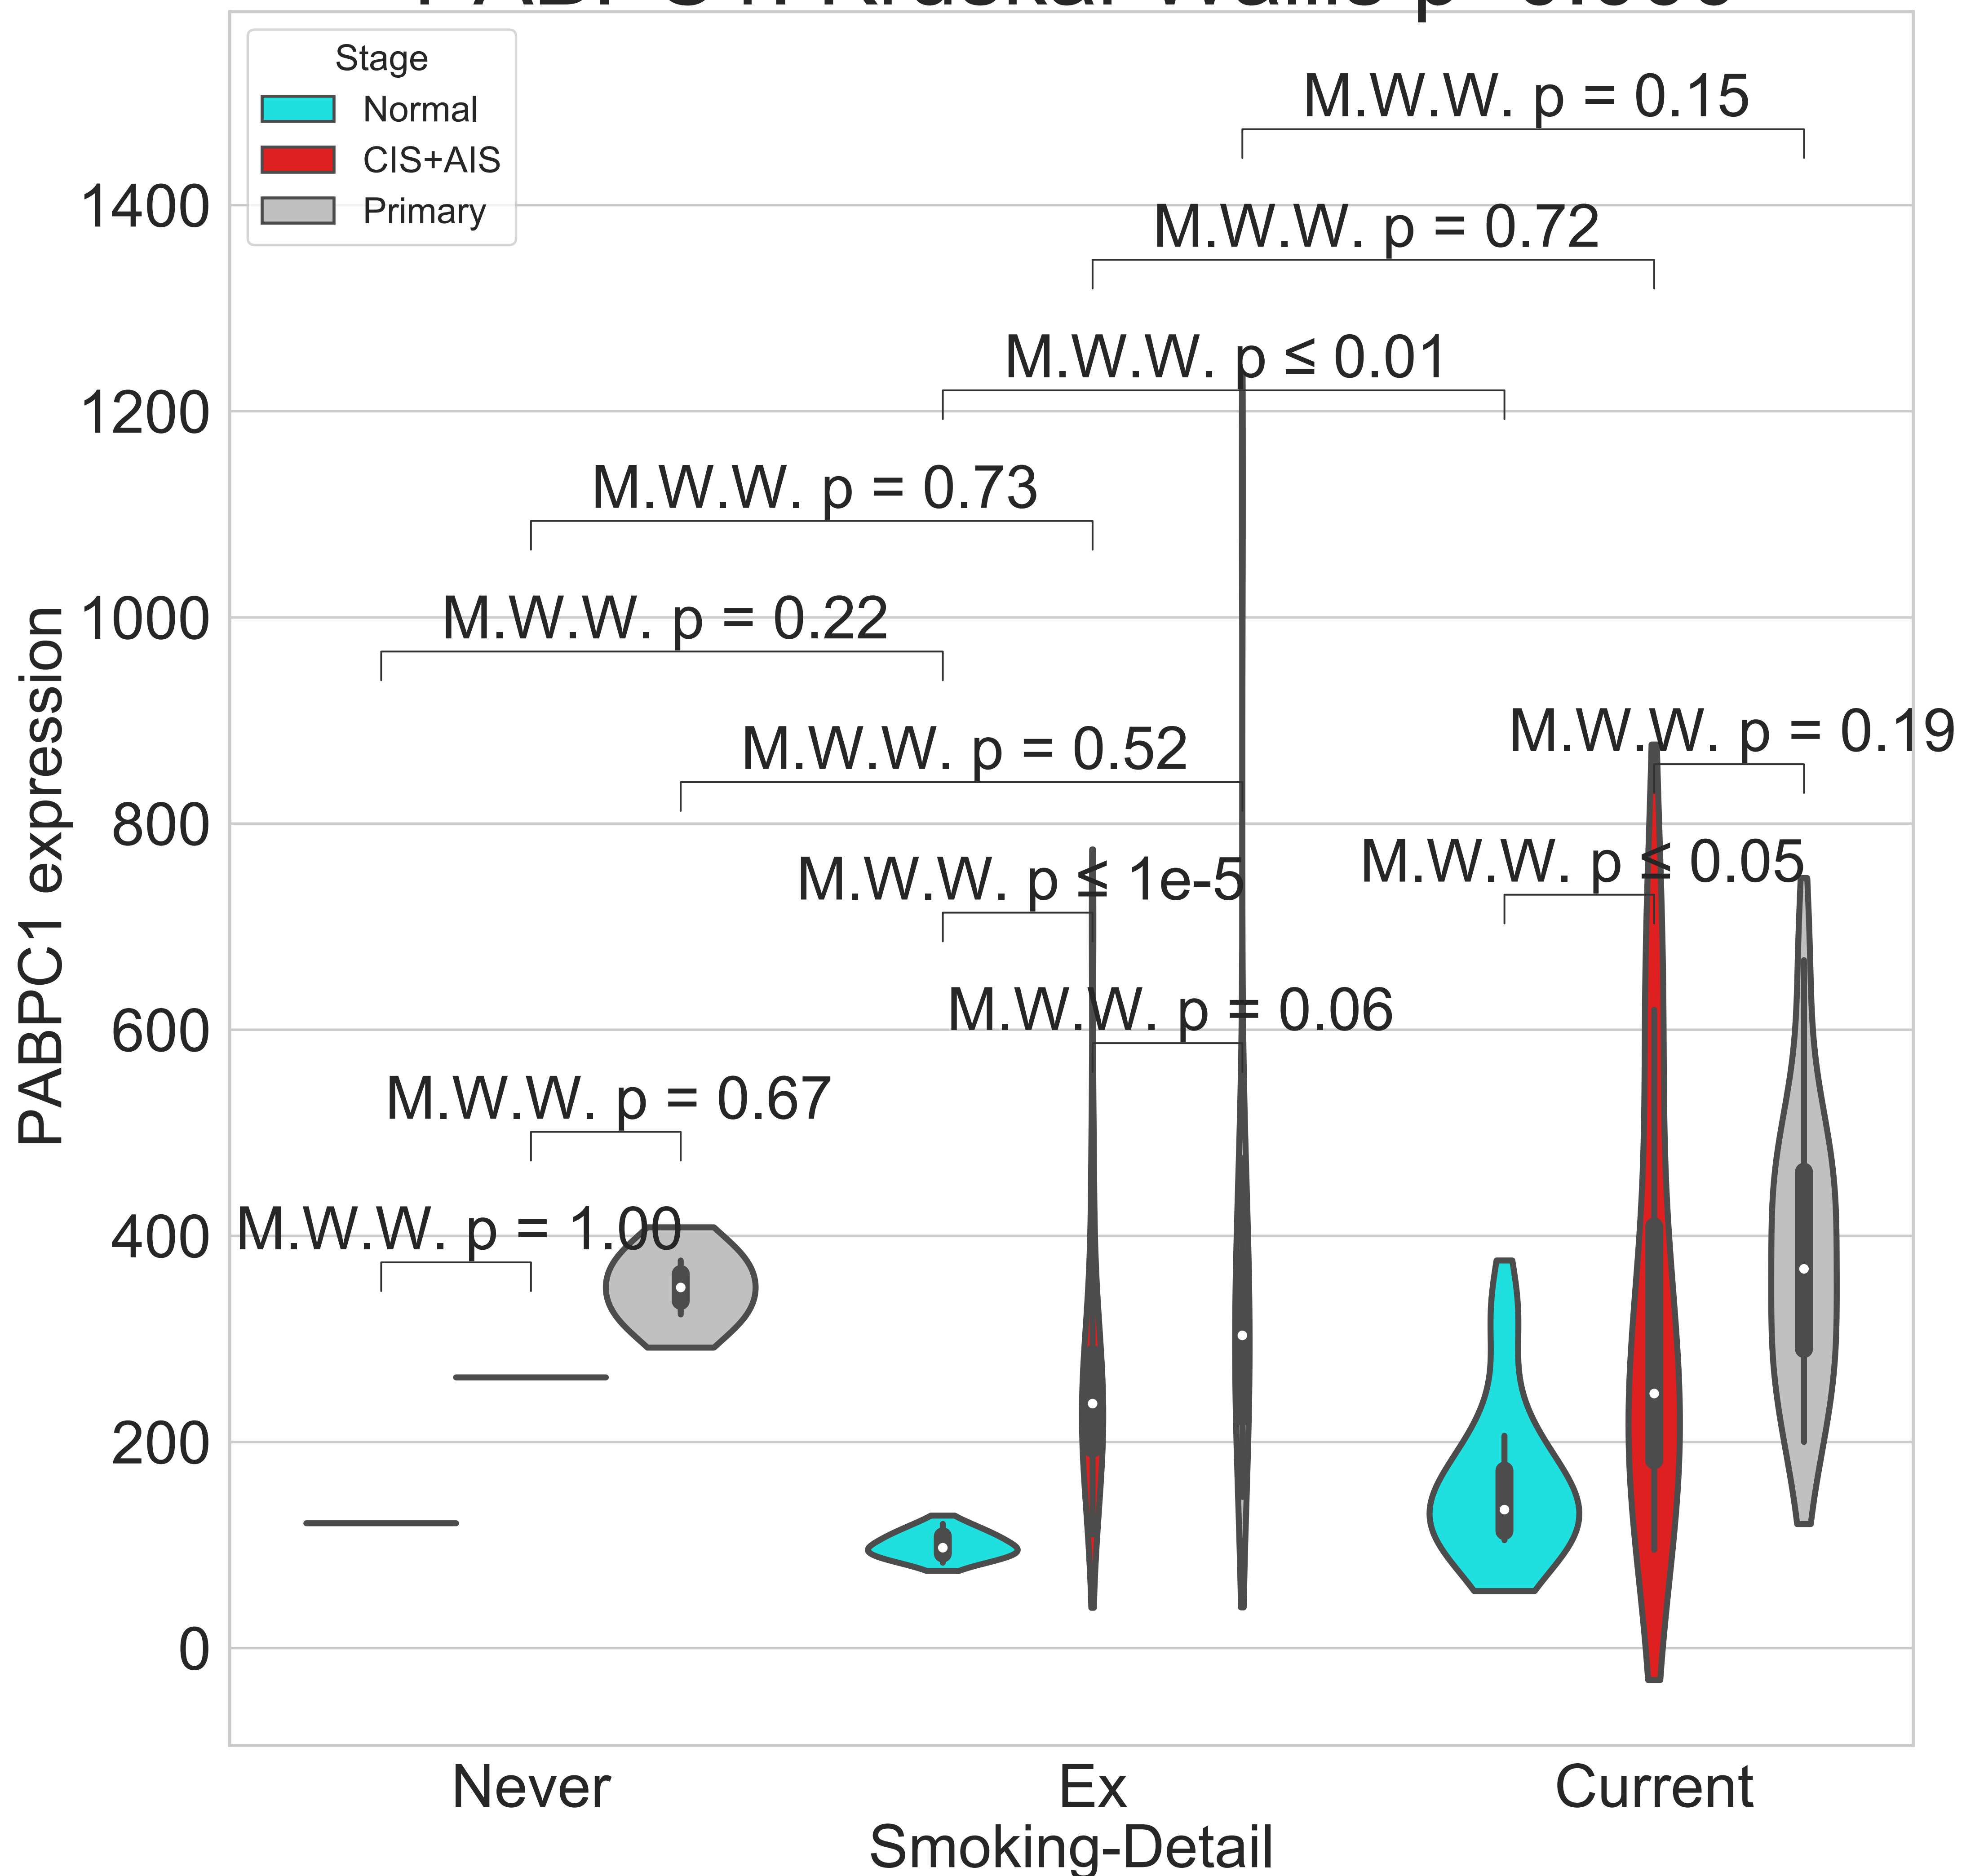 Stage
Normal
CIS+AIS
Primary
M.W.W. p = 0.15
M.W.W. p = 0.72
M.W.W. p ≤ 0.01
M.W.W. p = 0.73
M.W.W. p = 0.22
M.W.W. p = 0.52
M.W.W. p = 0.19
M.W.W. p ≤ 1e-5
M.W.W. p ≤ 0.05
M.W.W. p = 0.06
M.W.W. p = 0.67
M.W.W. p = 1.00
1400
1200
1000
800
600
400
200
0
PABPC1 expression
Never
Ex
Current
Smoking-Detail